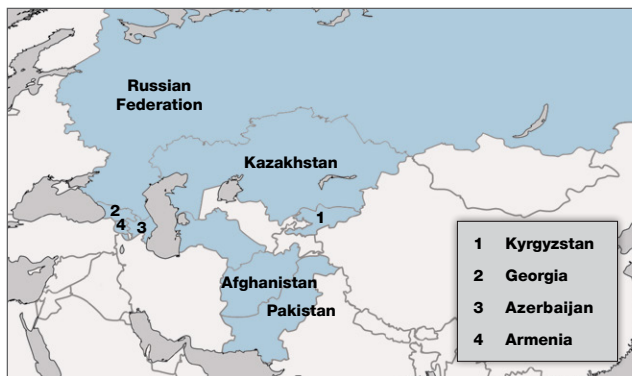 Russian
Federation
Kazakhstan
1
2
4
3
Afghanistan
Pakistan
1 Kyrgyzstan
2 Georgia
3 Azerbaijan
4 Armenia